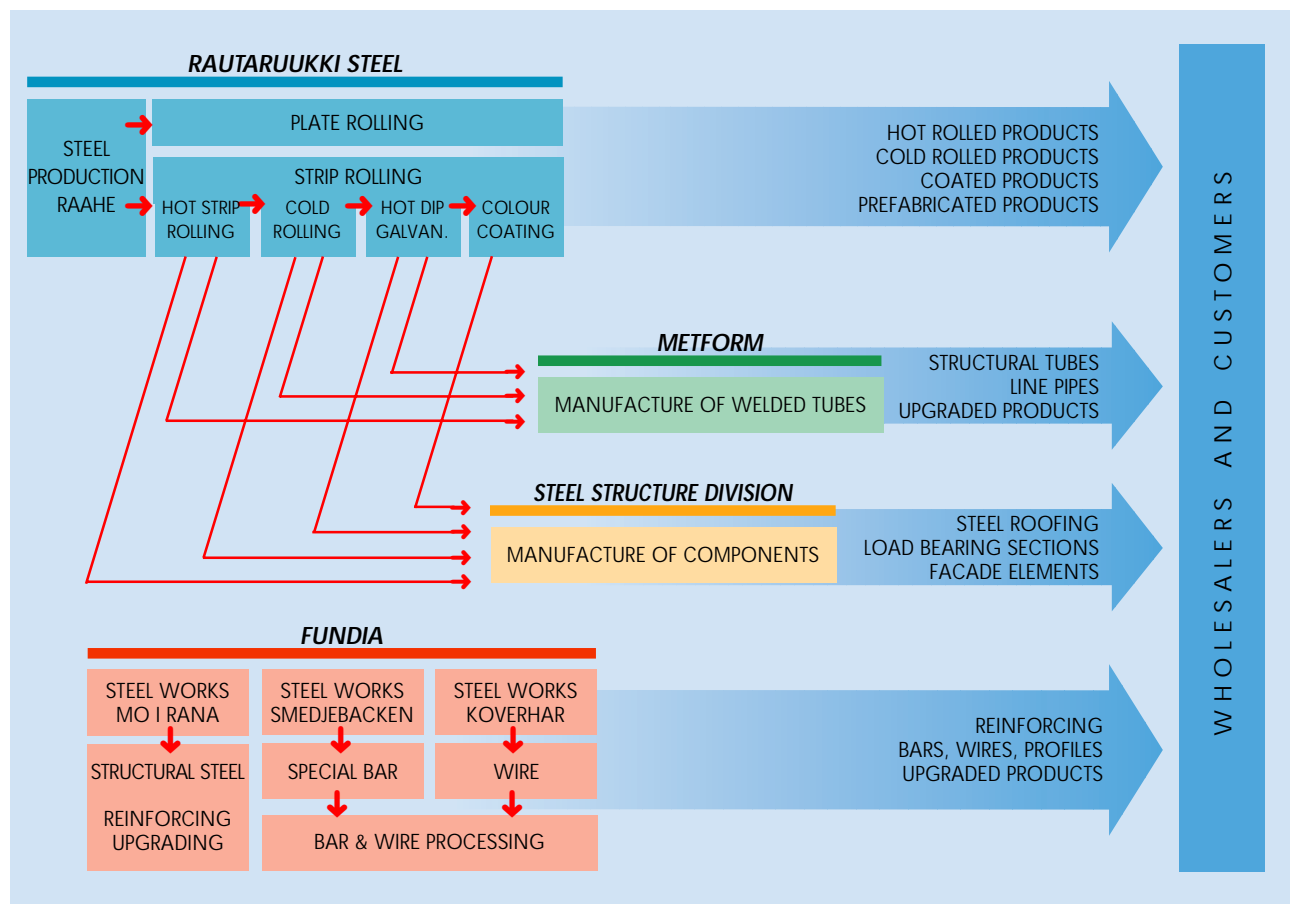 RAUTARUUKKI STEEL
STEEL
PRODUCTION
RAAHE
PLATE ROLLING
STRIP ROLLING
HOT STRIP
ROLLING
COLD
ROLLING
HOT DIP
GALVAN.
COLOUR
COATING
HOT ROLLED PRODUCTS
COLD ROLLED PRODUCTS
COATED PRODUCTS
PREFABRICATED PRODUCTS
METFORM
MANUFACTURE OF WELDED TUBES
STRUCTURAL TUBES
LINE PIPES
UPGRADED PRODUCTS
STEEL STRUCTURE DIVISION
MANUFACTURE OF COMPONENTS
STEEL ROOFING
LOAD BEARING SECTIONS
FACADE ELEMENTS
FUNDIA
STEEL WORKS
MO I RANA
STEEL WORKS
SMEDJEBACKEN
STEEL WORKS
KOVERHAR
STRUCTURAL STEEL
REINFORCING
UPGRADING
SPECIAL BAR
WIRE
BAR & WIRE PROCESSING
REINFORCING
BARS, WIRES, PROFILES
UPGRADED PRODUCTS
WHOLESALERS AND CUSTOMERS